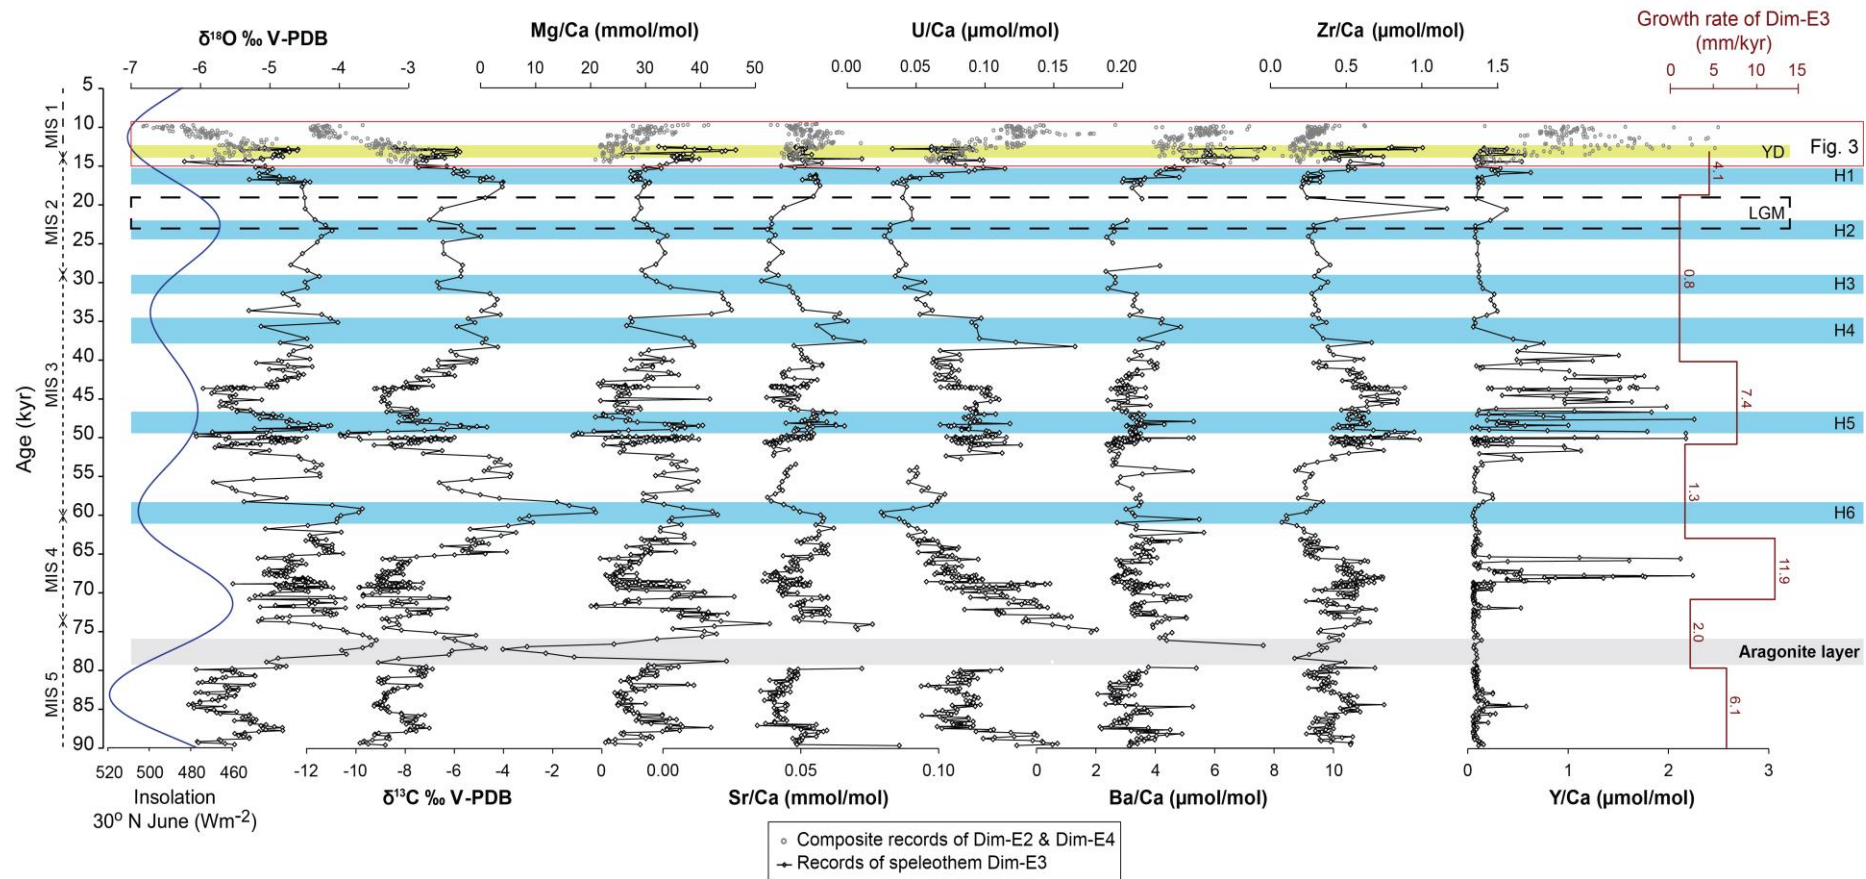 δ¹⁸O ‰ V-PDB
Mg/Ca (mmol/mol)
U/Ca (µmol/mol)
Zr/Ca (µmol/mol)
Growth rate of Dim-E3
(mm/kyr)
-7 -6 -5 -4 -3 0 10 20 30 40 50 0.00 0.05 0.10 0.15 0.20 0.0 0.5 1.0 1.5 0 5 10 15
Age (kyr)
5
10
15
20
25
30
35
40
45
50
55
60
65
70
75
80
85
90
MIS 1
MIS 2
MIS 3
MIS 4
MIS 5
YD
Fig. 3
H1
LGM
H2
H3
H4
H5
H6
Aragonite layer
4.1
0.8
7.4
1.3
11.9
2.0
6.1
520 500 480 460 -12 -10 -8 -6 -4 -2 0 0.00 0.05 0.10 0 2 4 6 8 10 0 1 2 3
Insolation
30º N June (Wm⁻²)
δ¹³C ‰ V-PDB
Sr/Ca (mmol/mol)
Ba/Ca (µmol/mol)
Y/Ca (µmol/mol)
Composite records of Dim-E2 & Dim-E4
Records of speleothem Dim-E3